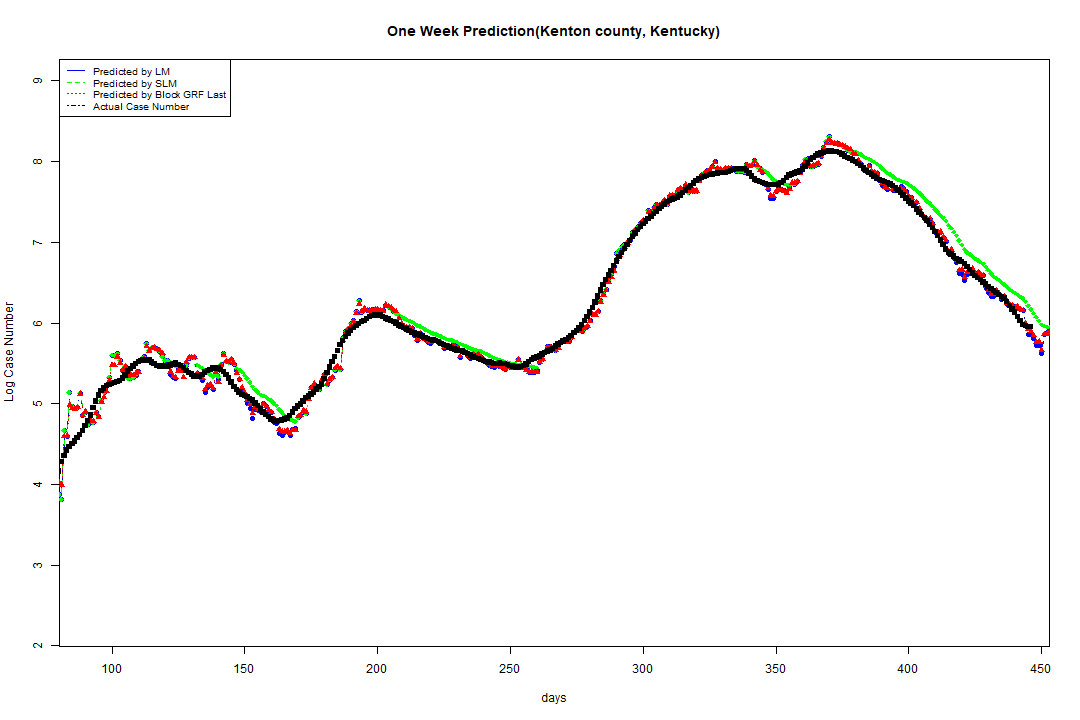 One Week Prediction(Kenton county, Kentucky)
Predicted by LM
Predicted by SLM
Predicted by Block GRF Last
Actual Case Number
9
8
7
6
5
4
3
2
Log Case Number
100 150 200 250 300 350 400 450
days